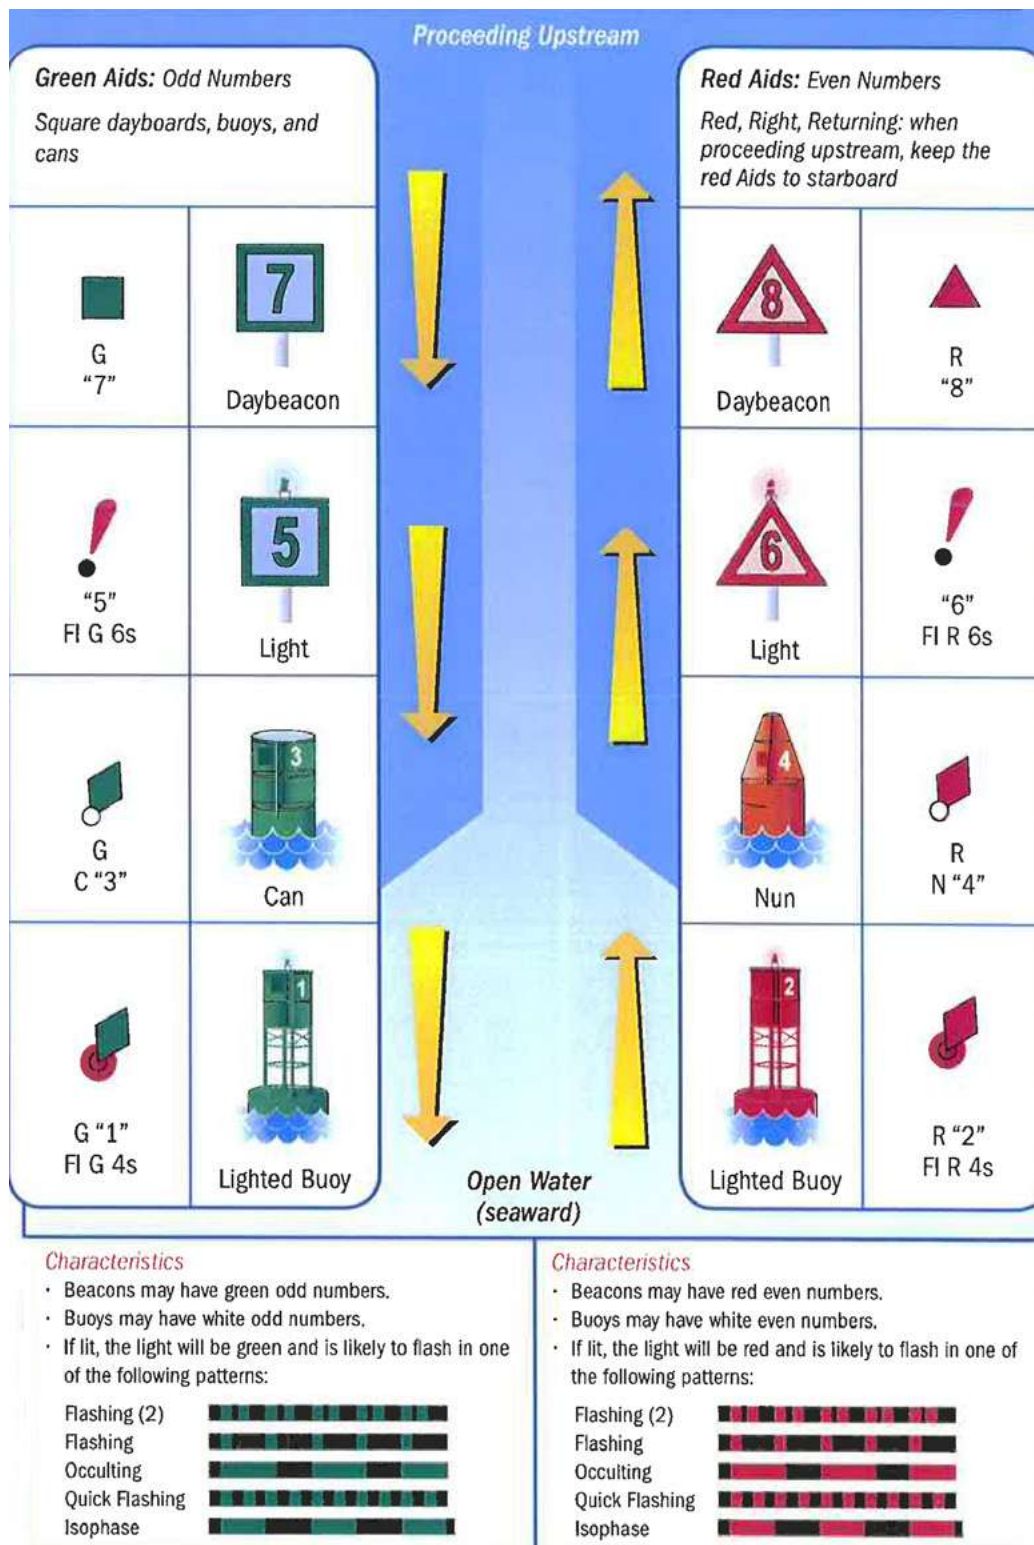 Proceeding Upstream
Green Aids: Odd Numbers
Square dayboards, buoys, and
cans
G
"7"
7
Daybeacon
"5"
Fl G 6s
5
Light
G
C "3"
3
Can
G "1"
Fl G 4s
1
Lighted Buoy
Open Water
(seaward)
Red Aids: Even Numbers
Red, Right, Returning: when
proceeding upstream, keep the
red Aids to starboard
8
Daybeacon
R
"8"
6
Light
"6"
Fl R 6s
4
Nun
R
N "4"
2
Lighted Buoy
R "2"
Fl R 4s
Characteristics
· Beacons may have green odd numbers.
· Buoys may have white odd numbers.
· If lit, the light will be green and is likely to flash in one
of the following patterns:
Flashing (2)
Flashing
Occulting
Quick Flashing
Isophase
Characteristics
· Beacons may have red even numbers.
· Buoys may have white even numbers.
· If lit, the light will be red and is likely to flash in one of
the following patterns:
Flashing (2)
Flashing
Occulting
Quick Flashing
Isophase